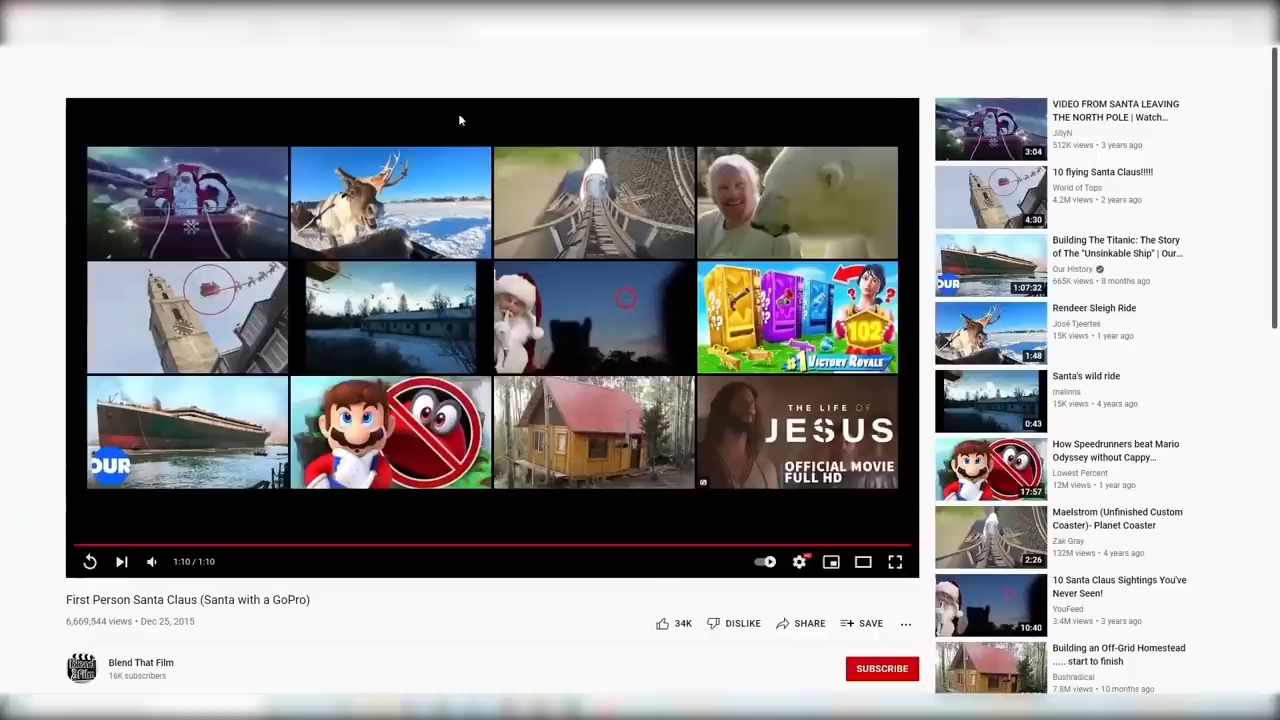 OUR
102
#1 VICTORY ROYALE
THE LIFE OF
JESUS
OFFICIAL MOVIE
FULL HD
1:10 / 1:10
HD
First Person Santa Claus (Santa with a GoPro)
6,669,544 views • Dec 25, 2015
34K
DISLIKE
SHARE
SAVE
Blend That Film
Blend That Film
16K subscribers
SUBSCRIBE
3:04
VIDEO FROM SANTA LEAVING
THE NORTH POLE | Watch...
JillyN
512K views • 3 years ago
4:30
10 flying Santa Claus!!!!!
World of Tops
4.2M views • 2 years ago
OUR
1:07:32
Building The Titanic: The Story
of The "Unsinkable Ship" | Our...
Our History
665K views • 8 months ago
1:48
Rendeer Sleigh Ride
José Tjeertes
15K views • 1 year ago
0:43
Santa's wild ride
malinns
15K views • 4 years ago
17:57
How Speedrunners beat Mario
Odyssey without Cappy...
Lowest Percent
12M views • 1 year ago
2:26
Maelstrom (Unfinished Custom
Coaster)- Planet Coaster
Zak Gray
132M views • 4 years ago
10:40
10 Santa Claus Sightings You've
Never Seen!
YouFeed
3.4M views • 3 years ago
Building an Off-Grid Homestead
..... start to finish
Bushradical
7.8M views • 10 months ago